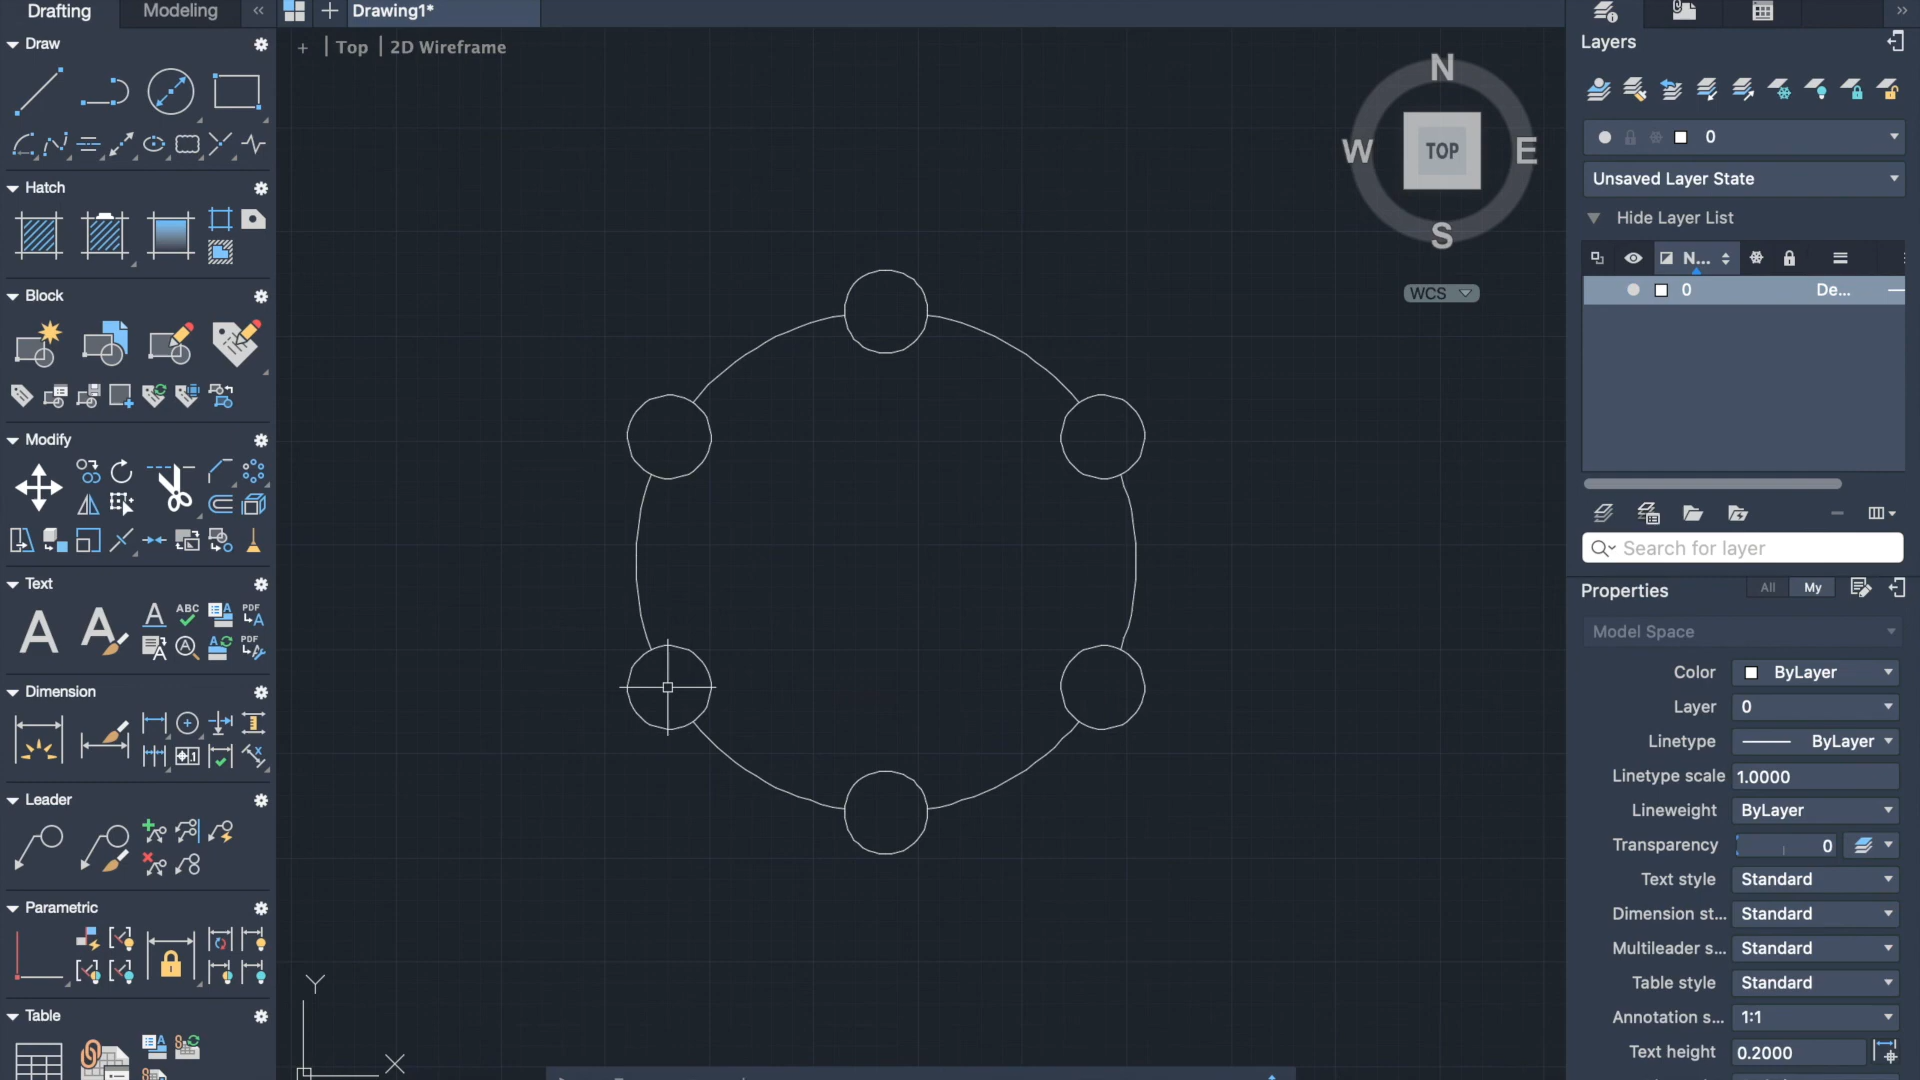 Drafting
Modeling
Drawing1*
Draw
Top
2D Wireframe
Layers
N
W
TOP
E
S
WCS
0
Unsaved Layer State
Hide Layer List
N...
0
De...
Hatch
Block
Modify
Search for layer
Text
A
A
A
ABC
A
PDF
A
A
A
A
PDF
Properties
All
My
Model Space
Color
ByLayer
Layer
0
Linetype
ByLayer
Linetype scale
1.0000
Lineweight
ByLayer
Transparency
0
Text style
Standard
Dimension st...
Standard
Multileader s...
Standard
Table style
Standard
Annotation s...
1:1
Text height
0.2000
Dimension
Leader
Parametric
Table
Y
X